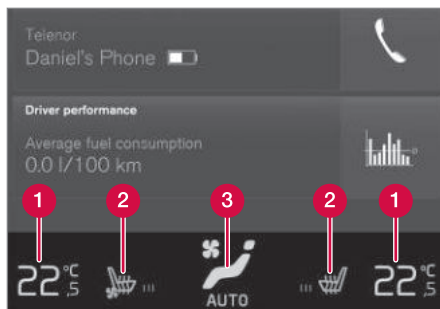 Telenor
Daniel's Phone
Driver performance
Average fuel consumption
0.0 l/100 km
1 2 3 2 1
22°C,5 22°C,5
AUTO